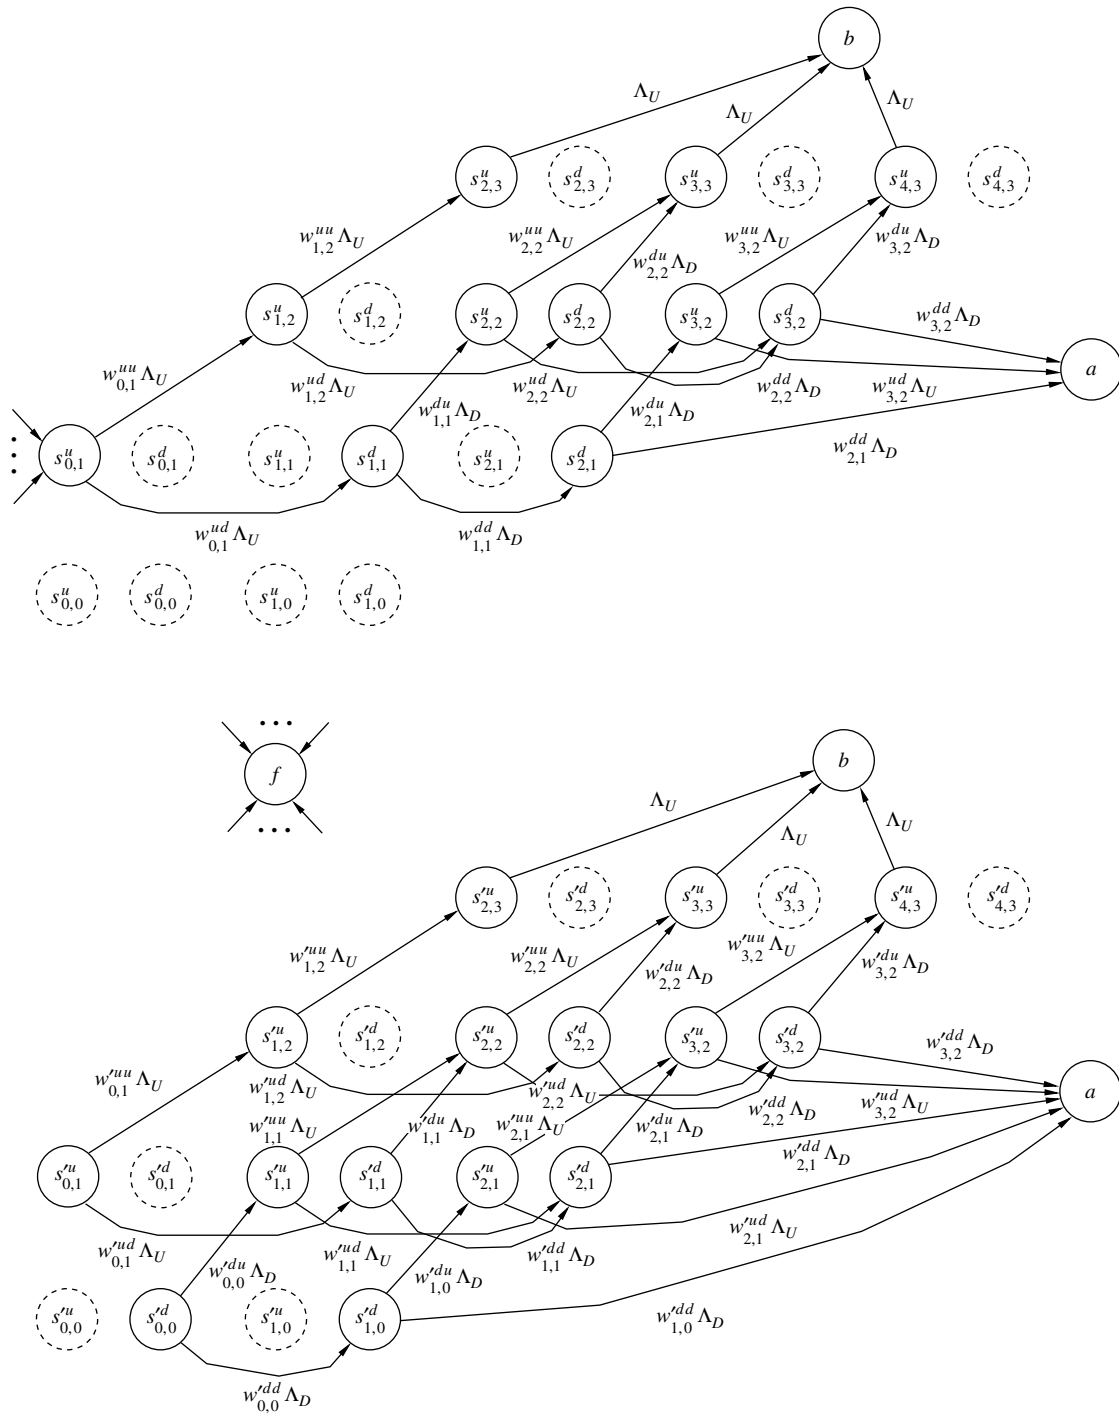 b
Λ_U
Λ_U Λ_U
s^u_{2,3} s^d_{2,3} s^u_{3,3} s^d_{3,3} s^u_{4,3} s^d_{4,3}
w^{uu}_{1,2}Λ_U w^{uu}_{2,2}Λ_U w^{uu}_{3,2}Λ_U w^{du}_{3,2}Λ_D
w^{du}_{2,2}Λ_D
s^u_{1,2} s^d_{1,2} s^u_{2,2} s^d_{2,2} s^u_{3,2} s^d_{3,2} w^{dd}_{3,2}Λ_D
a
w^{uu}_{0,1}Λ_U w^{ud}_{1,2}Λ_U w^{ud}_{2,2}Λ_U w^{dd}_{2,2}Λ_D w^{ud}_{3,2}Λ_U
w^{du}_{1,1}Λ_D w^{du}_{2,1}Λ_D
⋮ s^u_{0,1} s^d_{0,1} s^u_{1,1} s^d_{1,1} s^u_{2,1} s^d_{2,1} w^{dd}_{2,1}Λ_D
w^{ud}_{0,1}Λ_U w^{dd}_{1,1}Λ_D
s^u_{0,0} s^d_{0,0} s^u_{1,0} s^d_{1,0}
...
f b
... Λ_U
Λ_U Λ_U
s'^u_{2,3} s'^d_{2,3} s'^u_{3,3} s'^d_{3,3} s'^u_{4,3} s'^d_{4,3}
w'^{uu}_{1,2}Λ_U w'^{uu}_{2,2}Λ_U w'^{uu}_{3,2}Λ_U
w'^{du}_{2,2}Λ_D w'^{du}_{3,2}Λ_D
s'^u_{1,2} s'^d_{1,2} s'^u_{2,2} s'^d_{2,2} s'^u_{3,2} s'^d_{3,2} w'^{dd}_{3,2}Λ_D
w'^{uu}_{0,1}Λ_U w'^{ud}_{1,2}Λ_U w'^{ud}_{2,2}Λ_U w'^{dd}_{2,2}Λ_D w'^{ud}_{3,2}Λ_U a
w'^{uu}_{1,1}Λ_U w'^{du}_{1,1}Λ_D w'^{uu}_{2,1}Λ_U w'^{du}_{2,1}Λ_D
s'^u_{0,1} s'^d_{0,1} s'^u_{1,1} s'^d_{1,1} s'^u_{2,1} s'^d_{2,1} w'^{dd}_{2,1}Λ_D
w'^{ud}_{0,1}Λ_U w'^{ud}_{1,1}Λ_U w'^{dd}_{1,1}Λ_D w'^{ud}_{2,1}Λ_U
w'^{du}_{0,0}Λ_D w'^{du}_{1,0}Λ_D
s'^u_{0,0} s'^d_{0,0} s'^u_{1,0} s'^d_{1,0} w'^{dd}_{1,0}Λ_D
w'^{dd}_{0,0}Λ_D